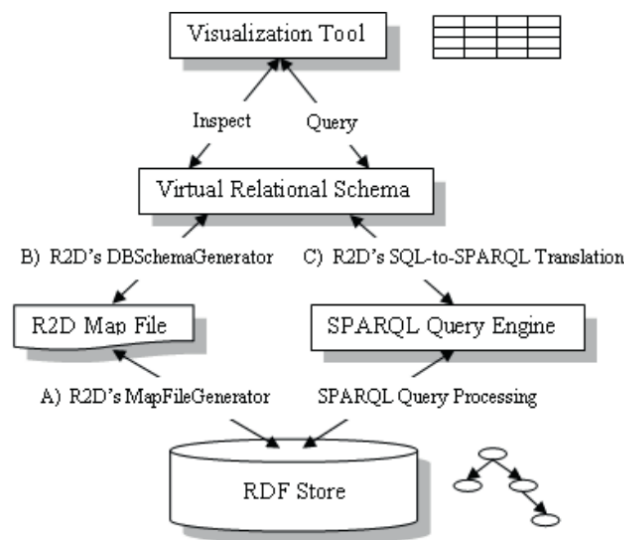 Visualization Tool
Inspect
Query
Virtual Relational Schema
B) R2D's DBSchemaGenerator
C) R2D's SQL-to-SPARQL Translation
R2D Map File
SPARQL Query Engine
A) R2D's MapFileGenerator
SPARQL Query Processing
RDF Store